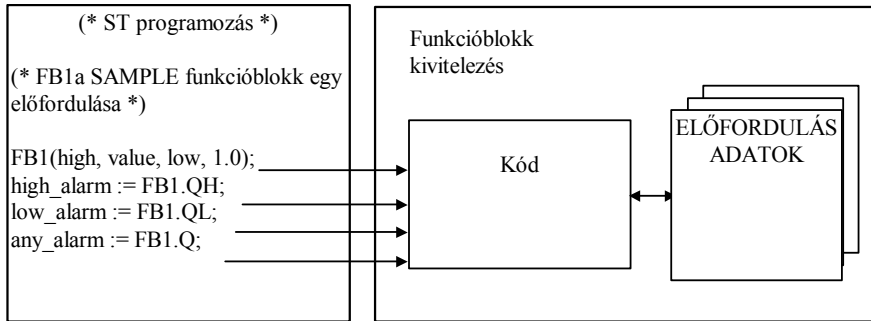 (* ST programozás *)
(* FB1a SAMPLE funkcióblokk egy
előfordulása *)
FB1(high, value, low, 1.0);
high_alarm := FB1.QH;
low_alarm := FB1.QL;
any_alarm := FB1.Q;
Funkcióblokk
kivitelezés
Kód
ELŐFORDULÁS
ADATOK